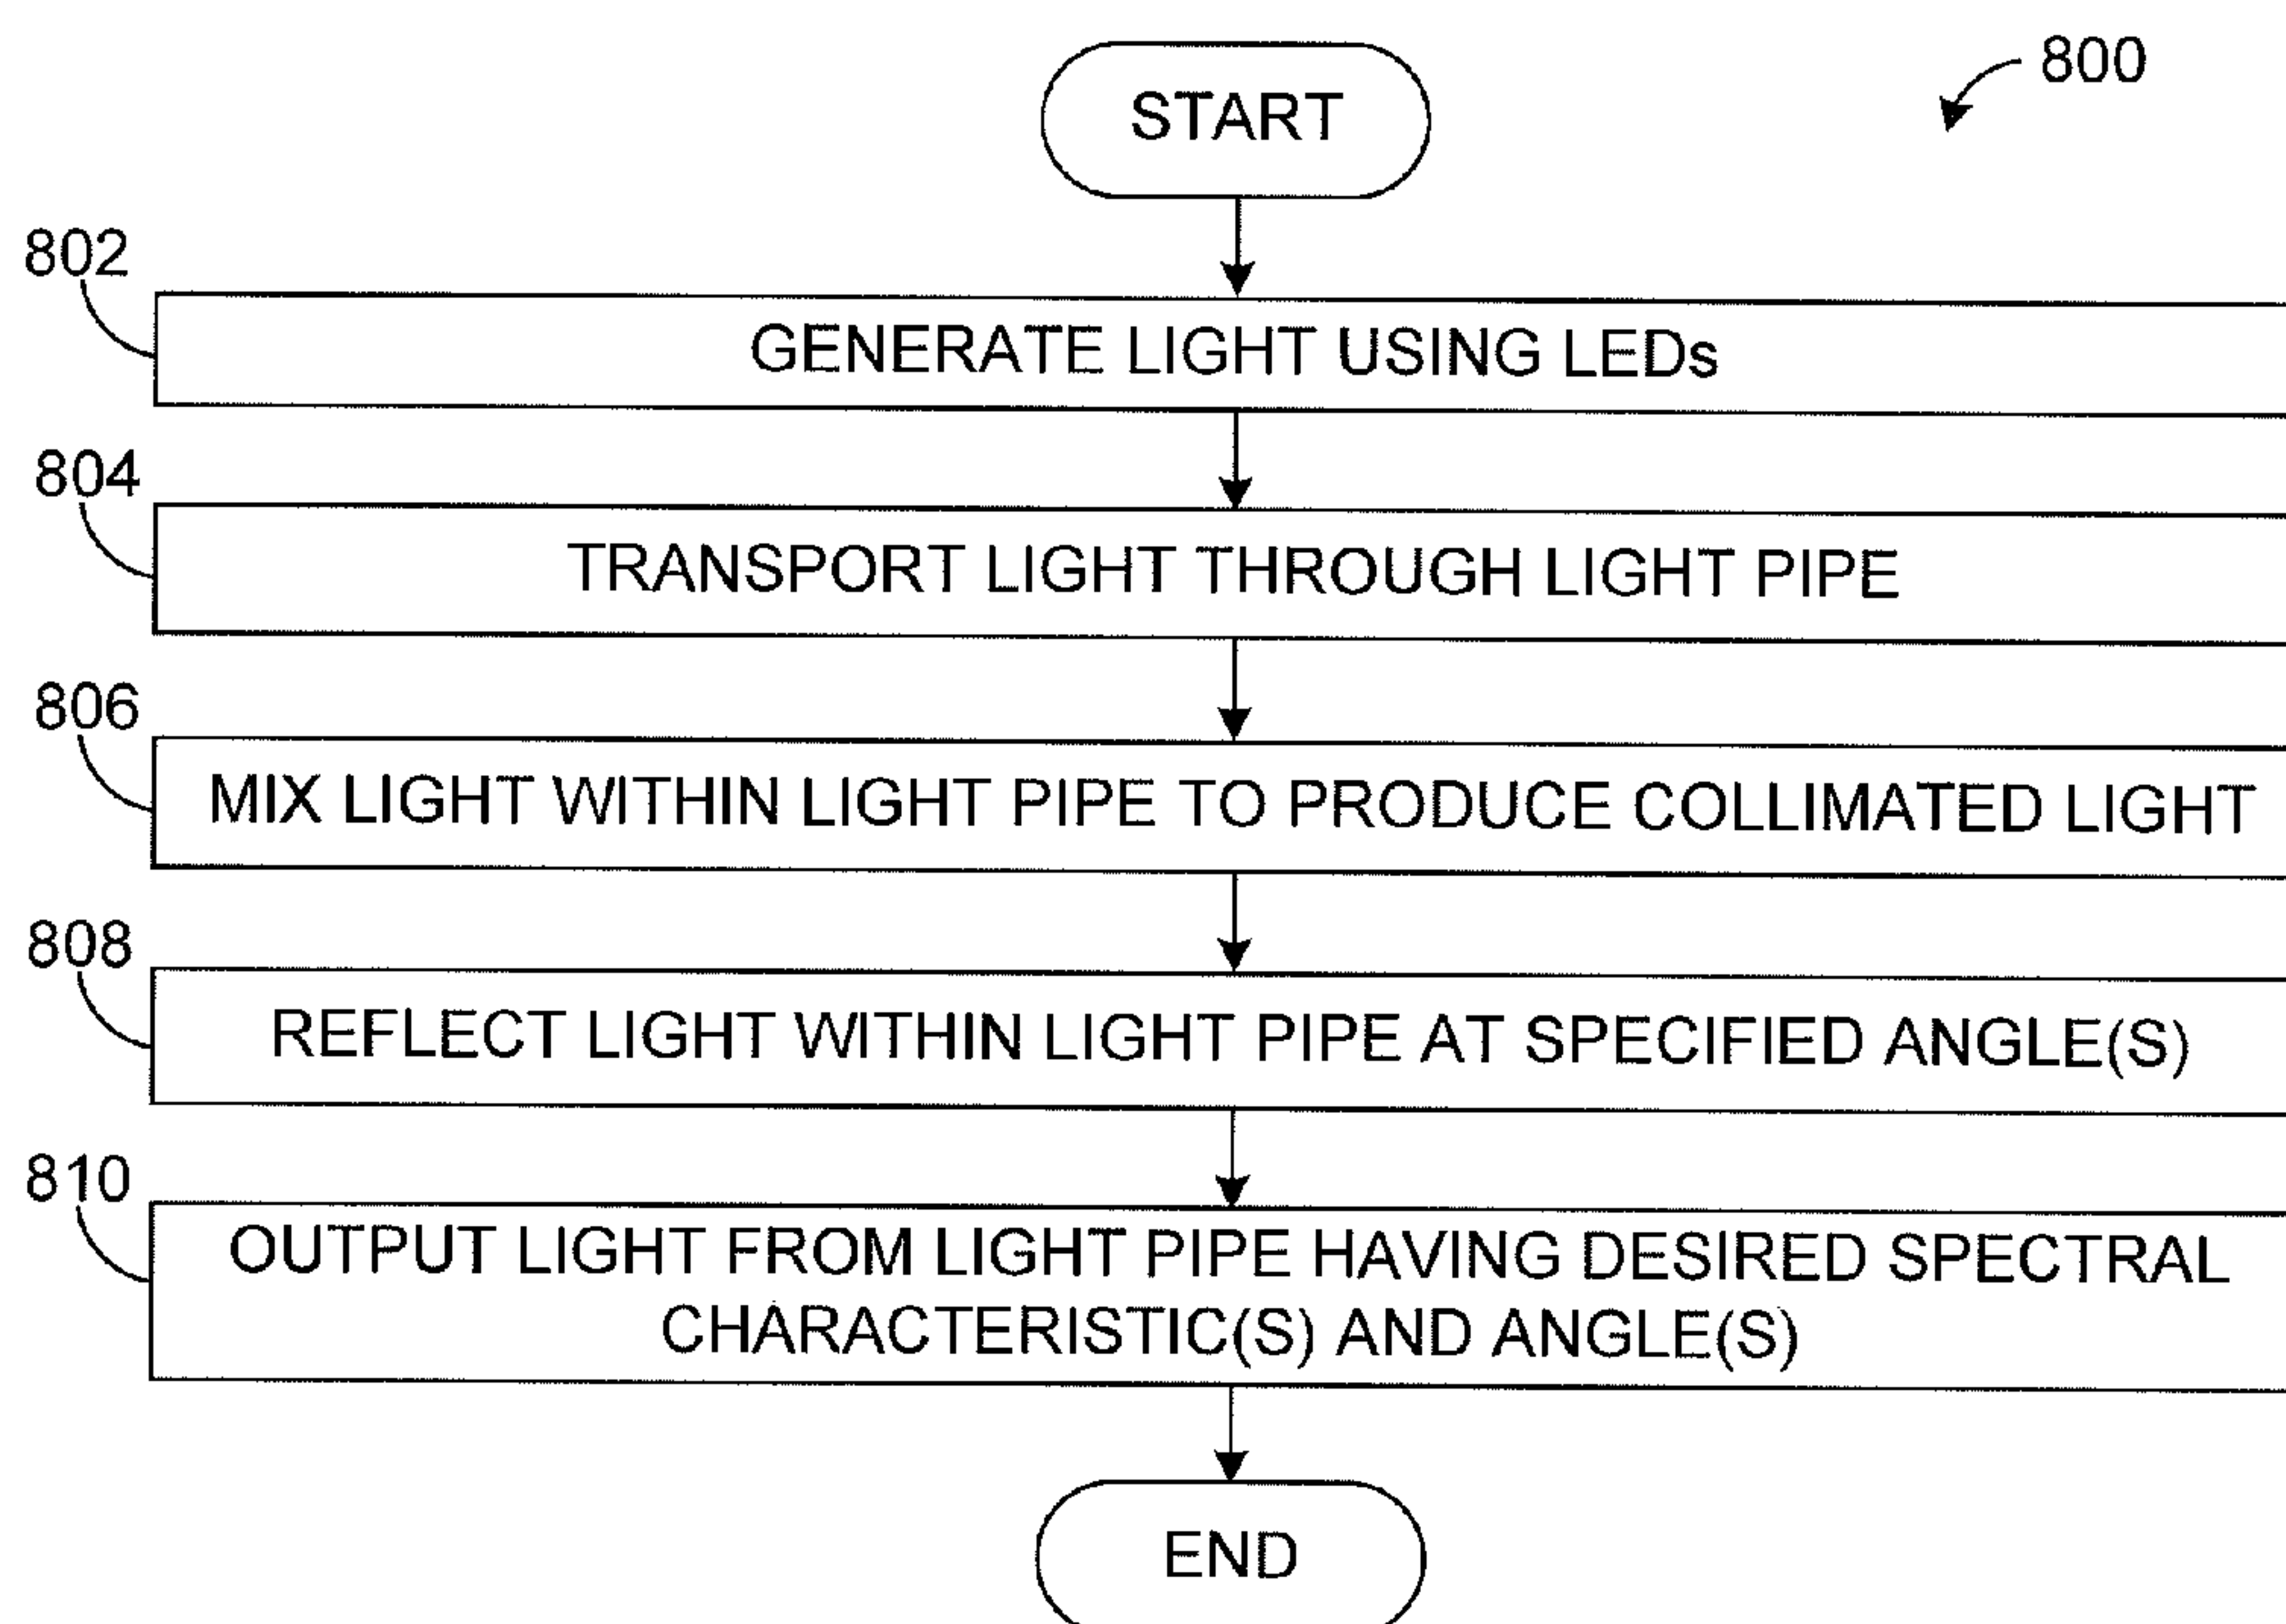 800
START
802
GENERATE LIGHT USING LEDs
804
TRANSPORT LIGHT THROUGH LIGHT PIPE
806
MIX LIGHT WITHIN LIGHT PIPE TO PRODUCE COLLIMATED LIGHT
808
REFLECT LIGHT WITHIN LIGHT PIPE AT SPECIFIED ANGLE(S)
810
OUTPUT LIGHT FROM LIGHT PIPE HAVING DESIRED SPECTRAL
CHARACTERISTIC(S) AND ANGLE(S)
END